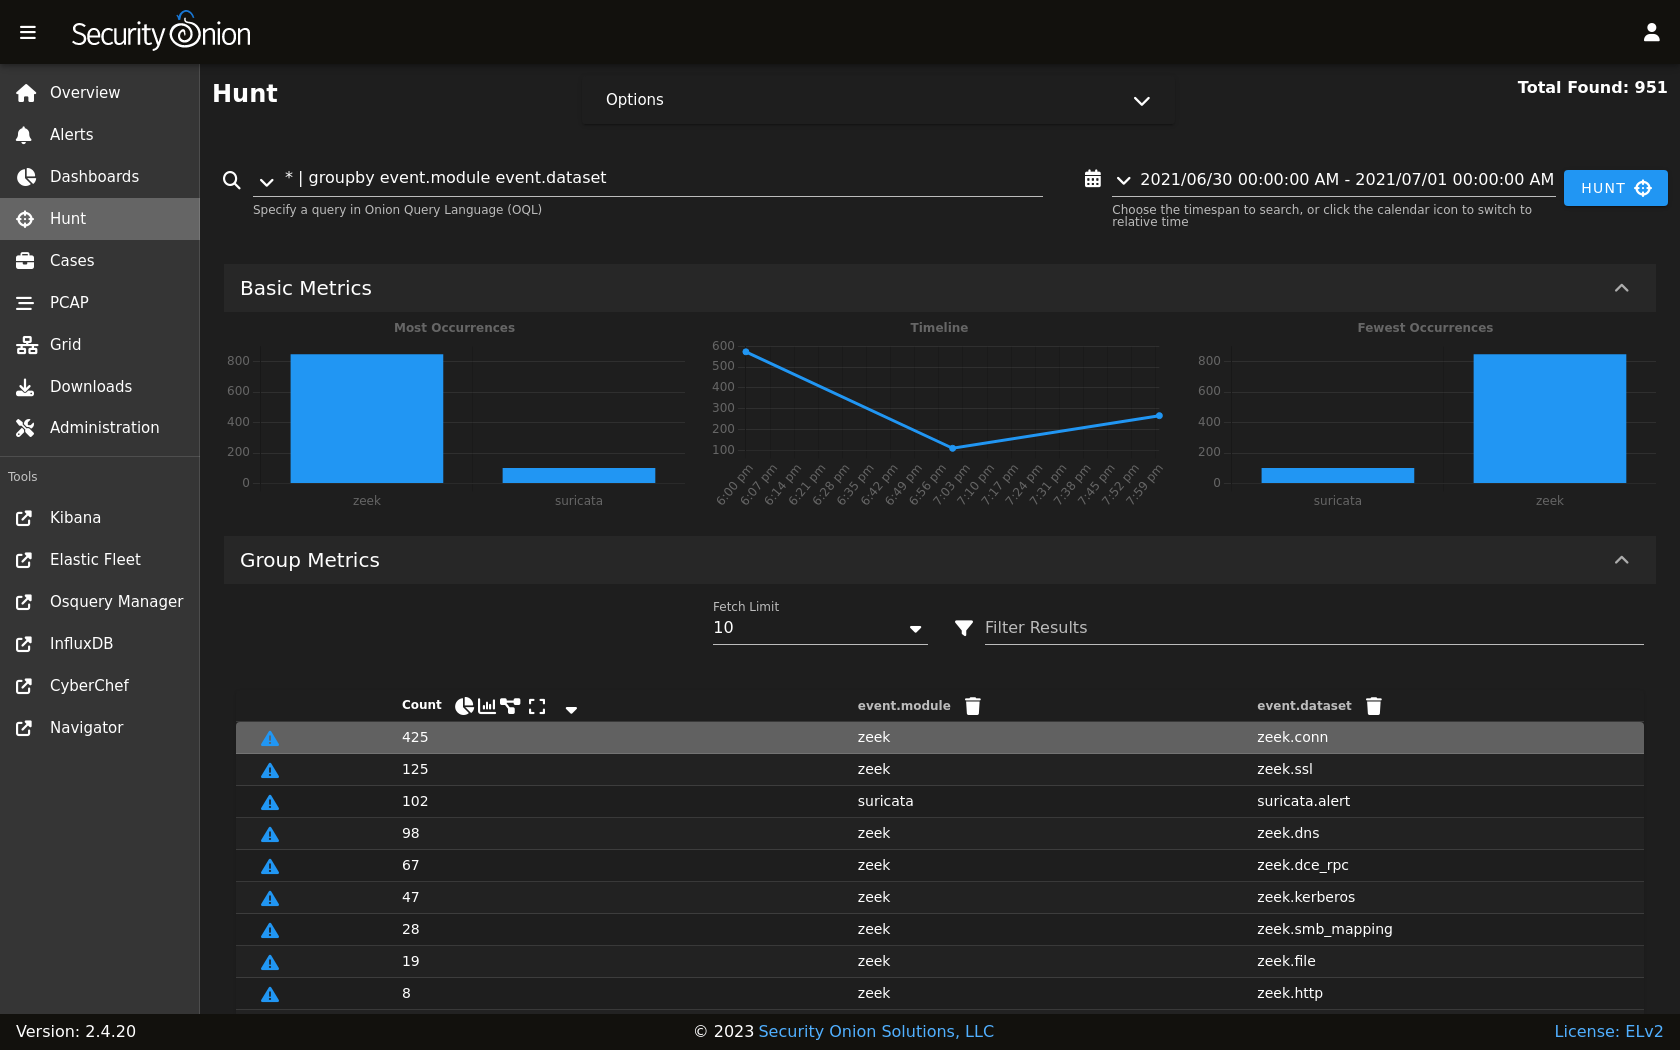 Security Onion
Overview
Alerts
Dashboards
Hunt
Cases
PCAP
Grid
Downloads
Administration
Tools
Kibana
Elastic Fleet
Osquery Manager
InfluxDB
CyberChef
Navigator
Hunt
Options
Total Found: 951
* | groupby event.module event.dataset
Specify a query in Onion Query Language (OQL)
2021/06/30 00:00:00 AM - 2021/07/01 00:00:00 AM
Choose the timespan to search, or click the calendar icon to switch to
relative time
HUNT
Basic Metrics
Most Occurrences
800
600
400
200
0
zeek suricata
Timeline
600
500
400
300
200
100
6:00 pm 6:07 pm 6:14 pm 6:21 pm 6:28 pm 6:35 pm 6:42 pm 6:49 pm 6:56 pm 7:03 pm 7:10 pm 7:17 pm 7:24 pm 7:31 pm 7:38 pm 7:45 pm 7:52 pm 7:59 pm
Fewest Occurrences
800
600
400
200
0
suricata zeek
Group Metrics
Fetch Limit
10
Filter Results
Count event.module event.dataset
425 zeek zeek.conn
125 zeek zeek.ssl
102 suricata suricata.alert
98 zeek zeek.dns
67 zeek zeek.dce_rpc
47 zeek zeek.kerberos
28 zeek zeek.smb_mapping
19 zeek zeek.file
8 zeek zeek.http
Version: 2.4.20
© 2023 Security Onion Solutions, LLC
License: ELv2